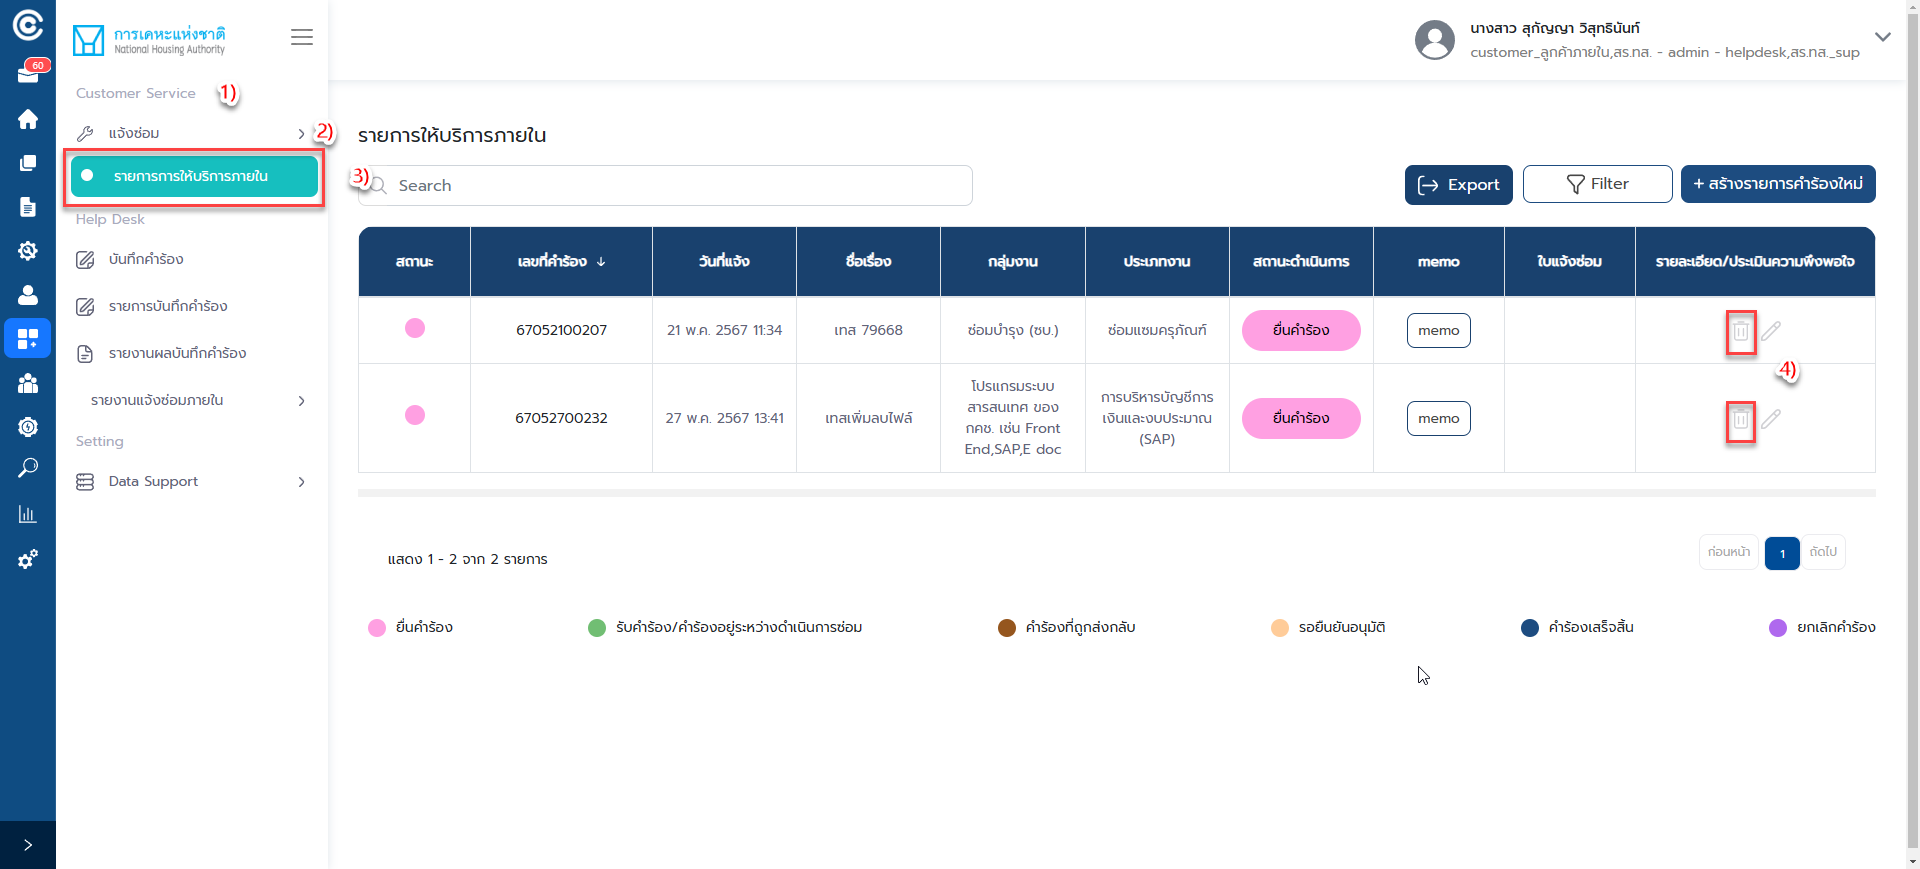 60
การเคหะแห่งชาติ
National Housing Authority
นางสาว สุกัญญา วิสุทธินันท์
customer_ลูกค้าภายใน,สร.ทส. - admin - helpdesk,สร.ทส._sup
Customer Service 1)
แจ้งซ่อม 2)
รายการการให้บริการภายใน
Help Desk
บันทึกคำร้อง
รายการบันทึกคำร้อง
รายงานผลบันทึกคำร้อง
รายงานแจ้งซ่อมภายใน
Setting
Data Support
รายการให้บริการภายใน
3) Search
Export
Filter
+ สร้างรายการคำร้องใหม่
สถานะ เลขที่คำร้อง ↓ วันที่แจ้ง ชื่อเรื่อง กลุ่มงาน ประเภทงาน สถานะดำเนินการ memo ใบแจ้งซ่อม รายละเอียด/ประเมินความพึงพอใจ
67052100207 21 พ.ค. 2567 11:34 เทส 79668 ซ่อมบำรุง (ซบ.) ซ่อมแซมครุภัณฑ์ ยื่นคำร้อง memo
4)
67052700232 27 พ.ค. 2567 13:41 เทสเพิ่มลบไฟล์
โปรแกรมระบบ
สารสนเทศ ของ
กคช. เช่น Front
End,SAP,E doc
การบริหารบัญชีการ
เงินและงบประมาณ
(SAP)
ยื่นคำร้อง memo
แสดง 1 - 2 จาก 2 รายการ
ก่อนหน้า 1 ถัดไป
ยื่นคำร้อง
รับคำร้อง/คำร้องอยู่ระหว่างดำเนินการซ่อม
คำร้องที่ถูกส่งกลับ
รอยืนยันอนุมัติ
คำร้องเสร็จสิ้น
ยกเลิกคำร้อง